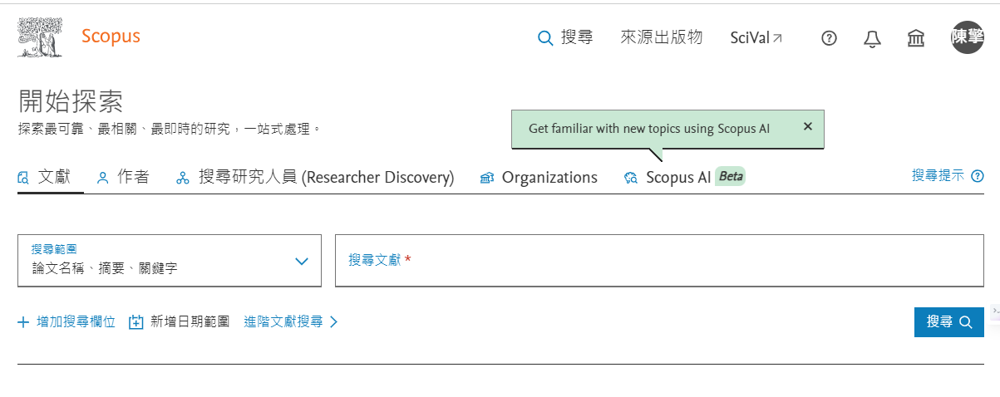 Scopus
搜尋 來源出版物 SciVal
陳擎
開始探索
探索最可靠、最相關、最即時的研究，一站式處理。
Get familiar with new topics using Scopus AI
文獻 作者 搜尋研究人員 (Researcher Discovery) Organizations Scopus AI Beta 搜尋提示
搜尋範圍
論文名稱、摘要、關鍵字
搜尋文獻 *
增加搜尋欄位 新增日期範圍 進階文獻搜尋
搜尋